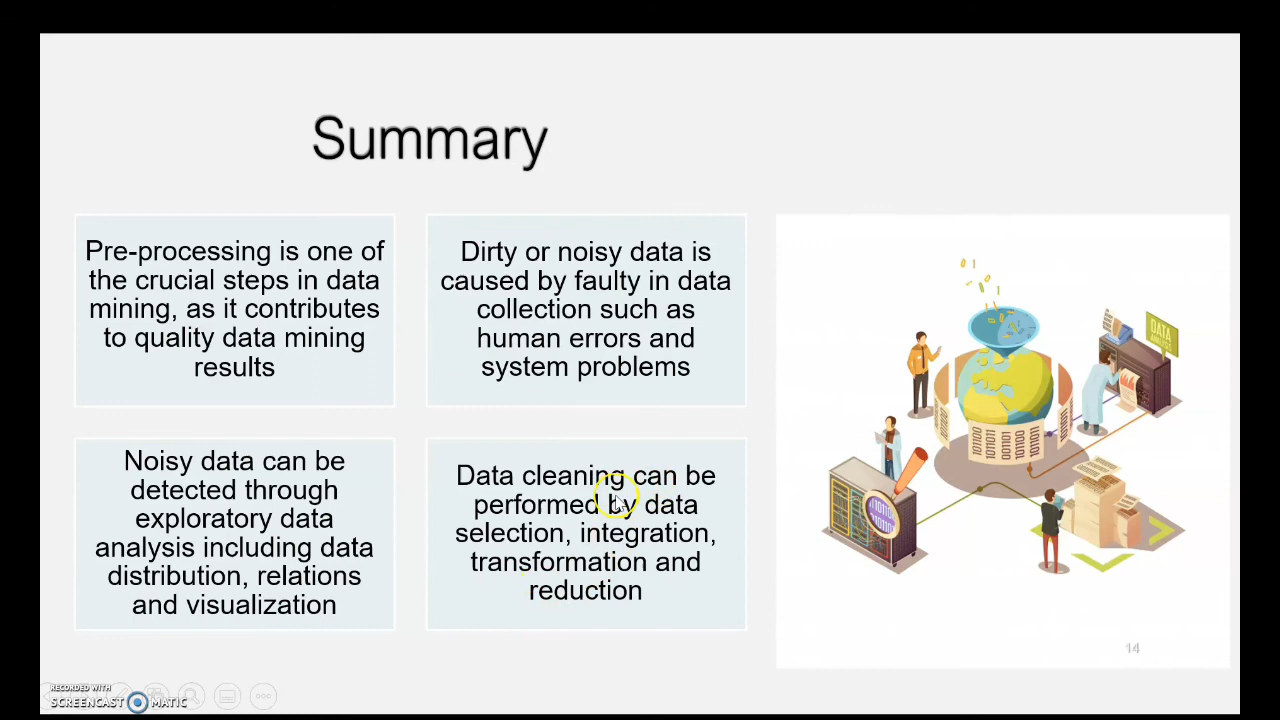 Summary
Pre-processing is one of
the crucial steps in data
mining, as it contributes
to quality data mining
results
Dirty or noisy data is
caused by faulty in data
collection such as
human errors and
system problems
Noisy data can be
detected through
exploratory data
analysis including data
distribution, relations
and visualization
Data cleaning can be
performed by data
selection, integration,
transformation and
reduction
DATA
14
RECORDED WITH
SCREENCAST MATIC